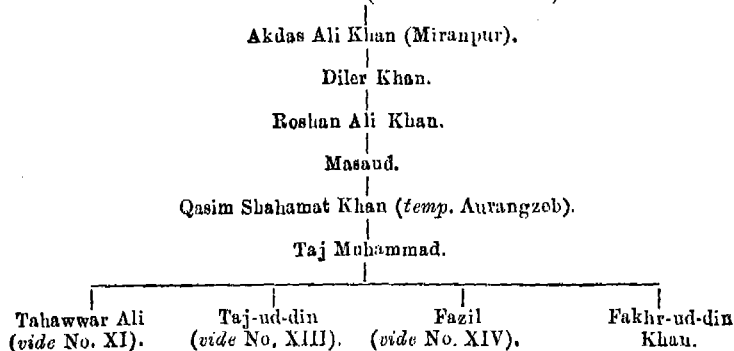 Akdas Ali Khan (Miranpur).
Diler Khan.
Roshan Ali Khan.
Masaud.
Qasim Shahamat Khan (temp. Aurangzeb).
Taj Muhammad.
Tahawwar Ali Taj-ud-din Fazil Fakhr-ud-din
(vide No. XI). (vide No. XIII). (vide No. XIV). Khan.